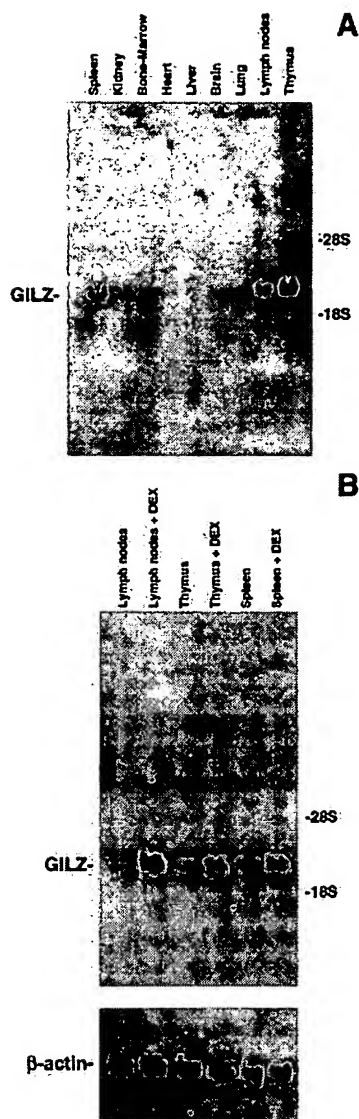 A
Spleen
Kidney
Bone-Marrow
Heart
Liver
Brain
Lung
Lymph nodes
Thymus
-28S
GILZ-
-18S
B
Lymph nodes
Lymph nodes + DEX
Thymus
Thymus + DEX
Spleen
Spleen + DEX
-28S
GILZ-
-18S
β-actin-